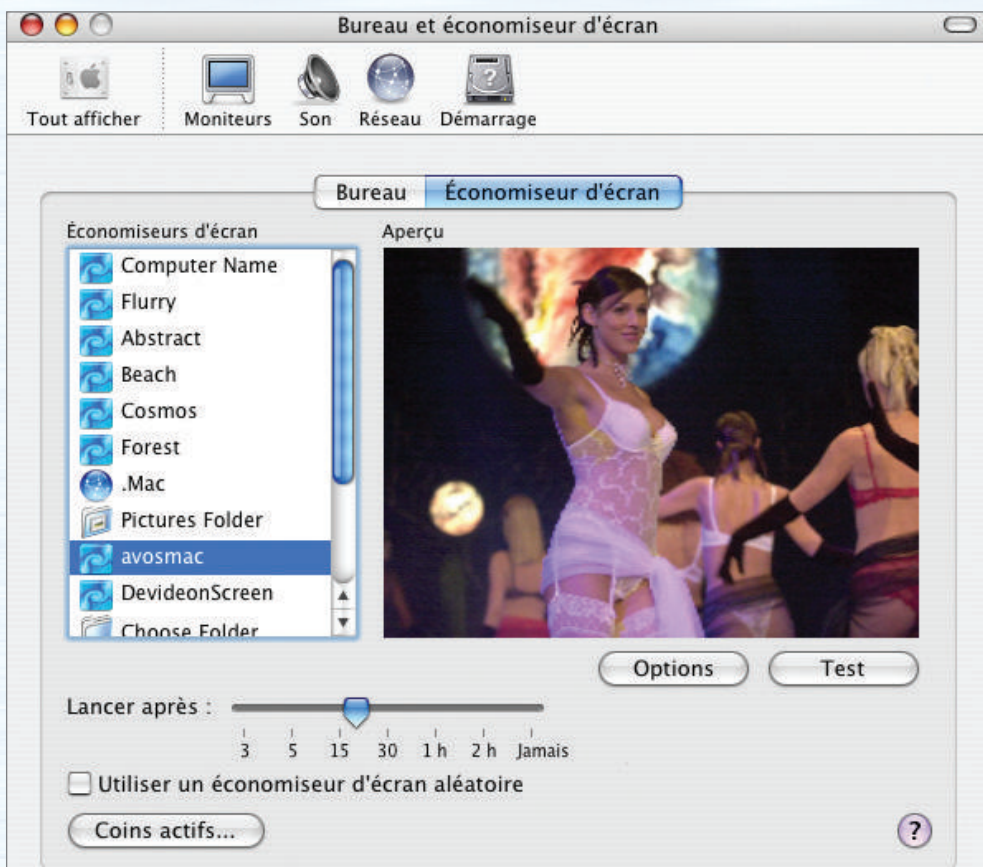 Bureau et économiseur d'écran
Tout afficher
Moniteurs
Son
Réseau
Démarrage
?
Bureau
Économiseur d'écran
Économiseurs d'écran
Aperçu
Computer Name
Flurry
Abstract
Beach
Cosmos
Forest
.Mac
Pictures Folder
avosmac
DevideonScreen
Choose Folder
Options
Test
Lancer après :
3 5 15 30 1 h 2 h Jamais
Utiliser un économiseur d'écran aléatoire
Coins actifs...
?